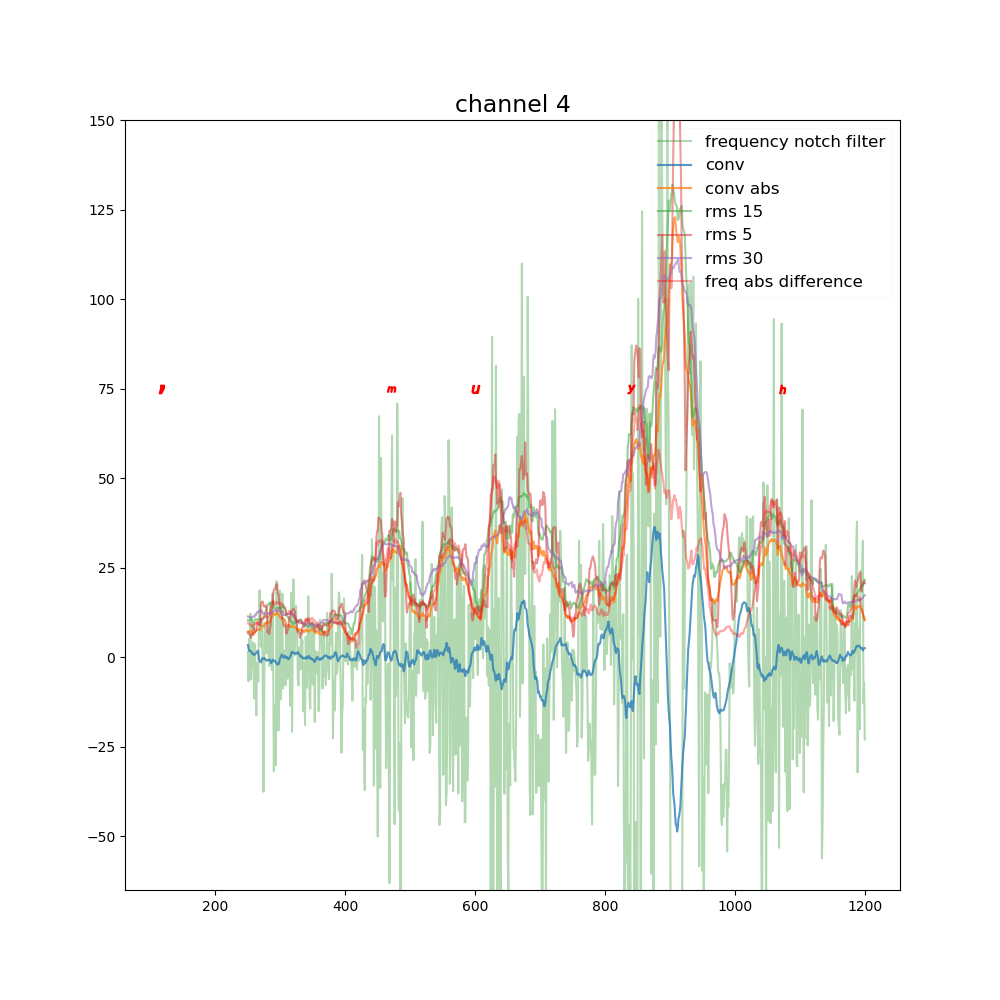 channel 4
150
125
100
75
50
25
0
−25
−50
frequency notch filter
conv
conv abs
rms 15
rms 5
rms 30
freq abs difference
m u y h
200 400 600 800 1000 1200